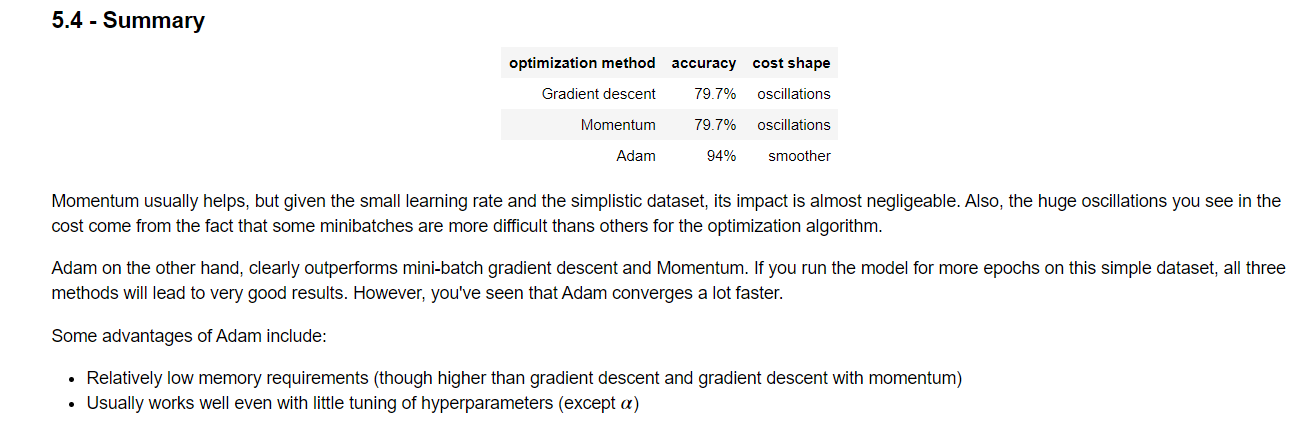 5.4 - Summary
optimization method accuracy cost shape
Gradient descent 79.7% oscillations
Momentum 79.7% oscillations
Adam 94% smoother
Momentum usually helps, but given the small learning rate and the simplistic dataset, its impact is almost negligeable. Also, the huge oscillations you see in the
cost come from the fact that some minibatches are more difficult thans others for the optimization algorithm.
Adam on the other hand, clearly outperforms mini-batch gradient descent and Momentum. If you run the model for more epochs on this simple dataset, all three
methods will lead to very good results. However, you've seen that Adam converges a lot faster.
Some advantages of Adam include:
• Relatively low memory requirements (though higher than gradient descent and gradient descent with momentum)
• Usually works well even with little tuning of hyperparameters (except α)